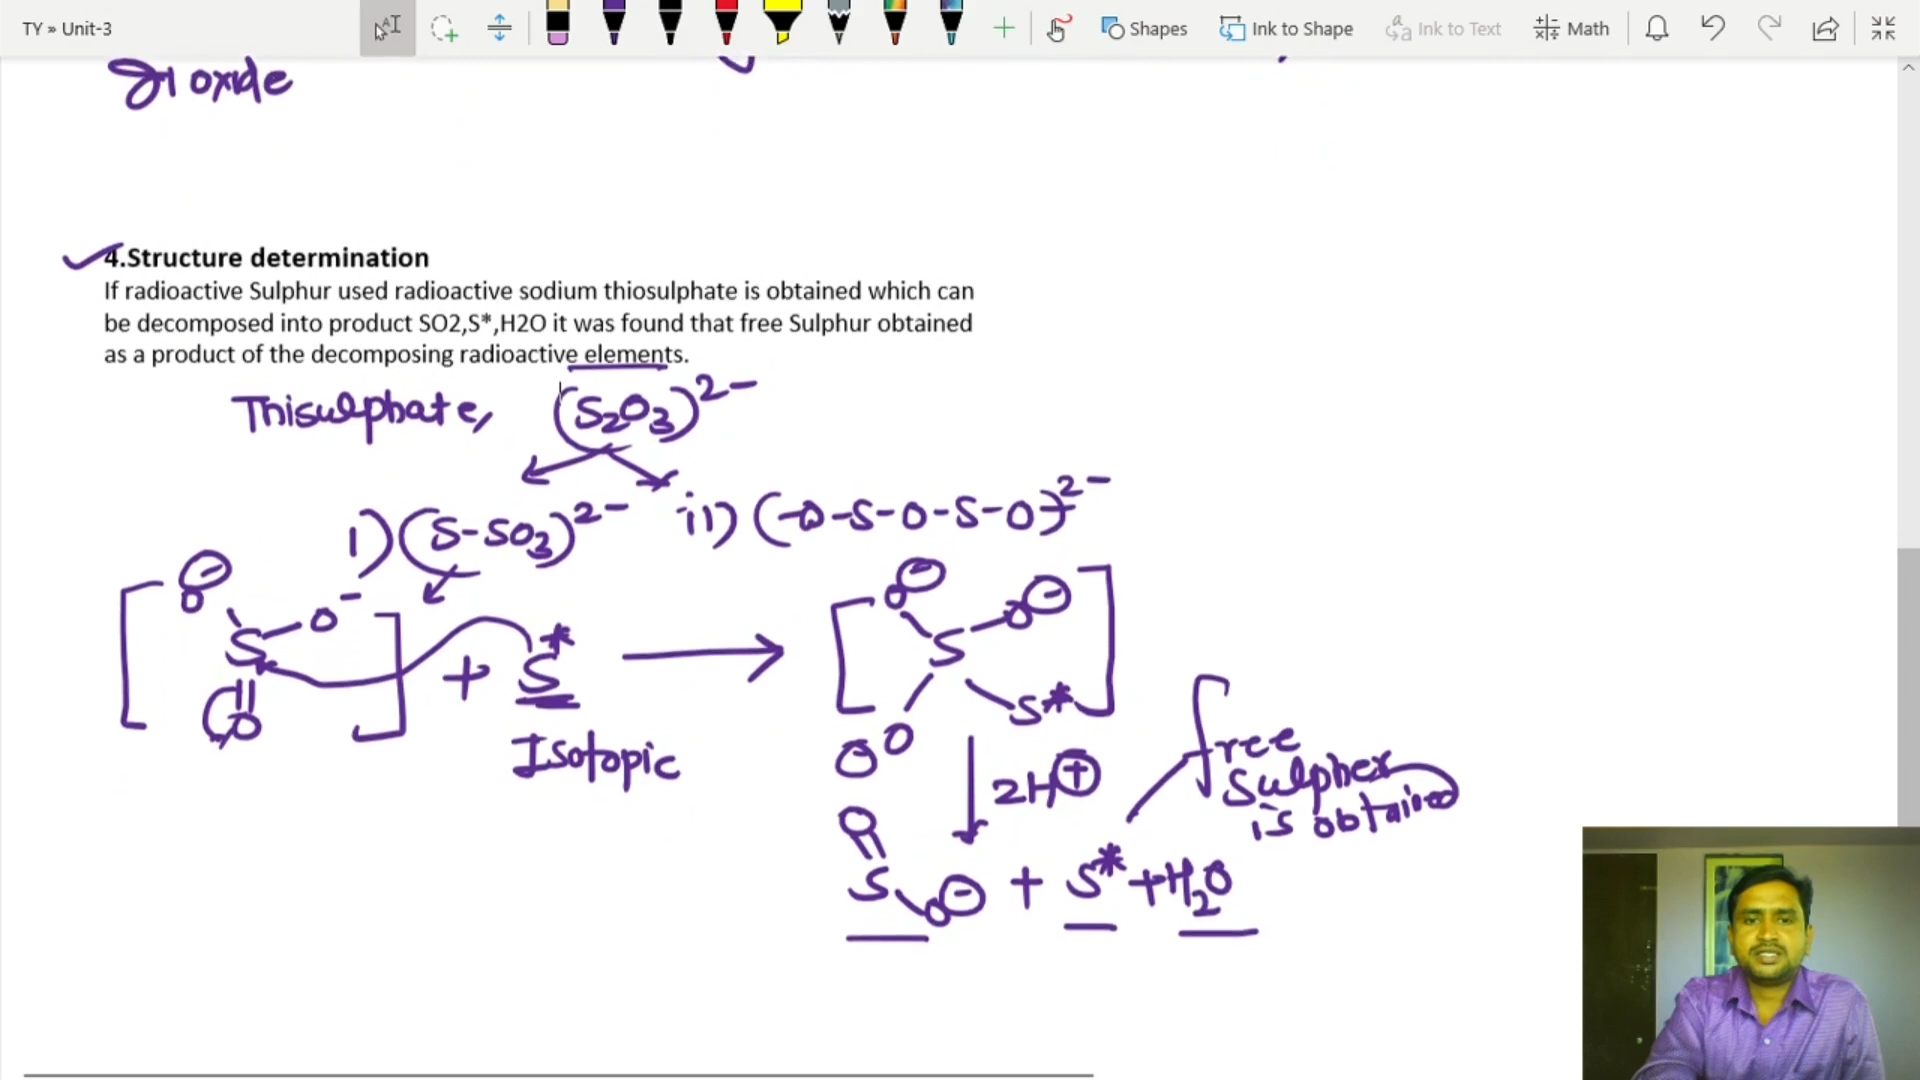 TY » Unit-3
Shapes
Ink to Shape
Ink to Text
Math
Di oxide
4.Structure determination
If radioactive Sulphur used radioactive sodium thiosulphate is obtained which can
be decomposed into product SO2,S*,H2O it was found that free Sulphur obtained
as a product of the decomposing radioactive elements.
Thisulphate, (S2O3)2-
i) (S-SO3)2- ii) (-O-S-O-S-O-)2-
O- S O- O + S* → O- S O- O S*
Isotopic
2H+
free
Sulpher
is obtained
O S O- + S* + H2O